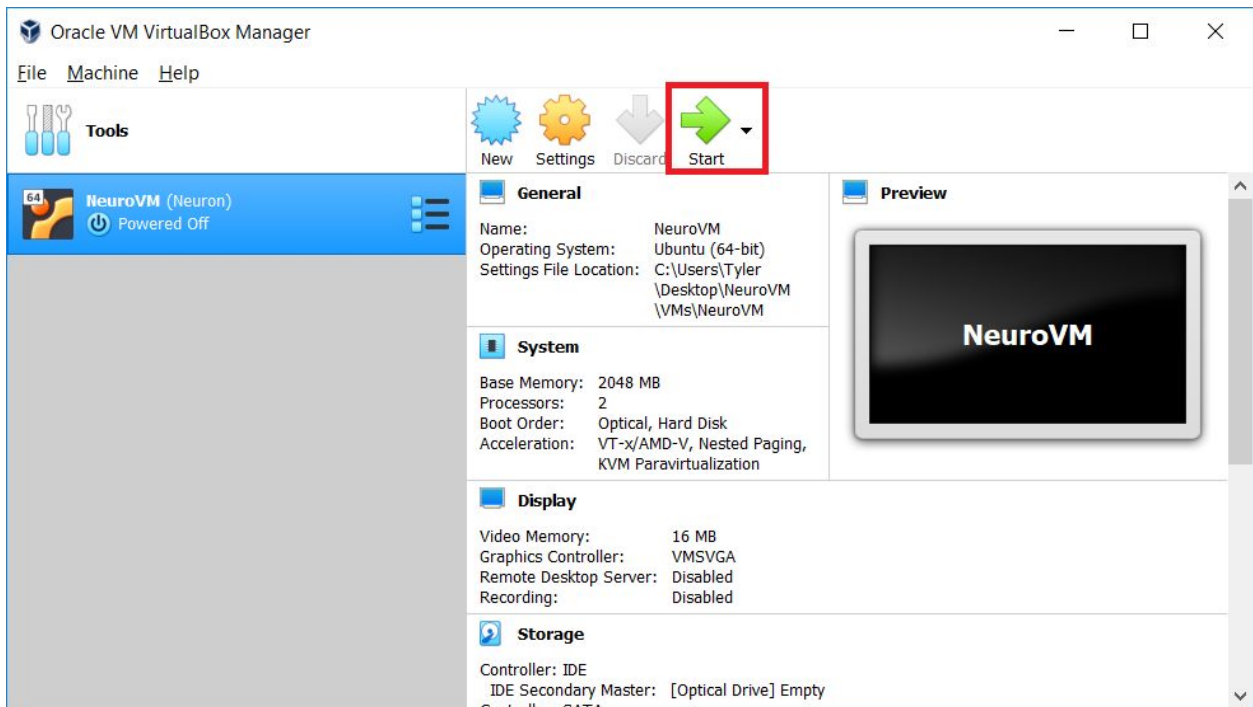 Oracle VM VirtualBox Manager
File Machine Help
Tools
New Settings Discard Start
64
NeuroVM (Neuron)
Powered Off
General
Name: NeuroVM
Operating System: Ubuntu (64-bit)
Settings File Location: C:\Users\Tyler
\Desktop\NeuroVM
\VMs\NeuroVM
Preview
NeuroVM
System
Base Memory: 2048 MB
Processors: 2
Boot Order: Optical, Hard Disk
Acceleration: VT-x/AMD-V, Nested Paging,
KVM Paravirtualization
Display
Video Memory: 16 MB
Graphics Controller: VMSVGA
Remote Desktop Server: Disabled
Recording: Disabled
Storage
Controller: IDE
IDE Secondary Master: [Optical Drive] Empty